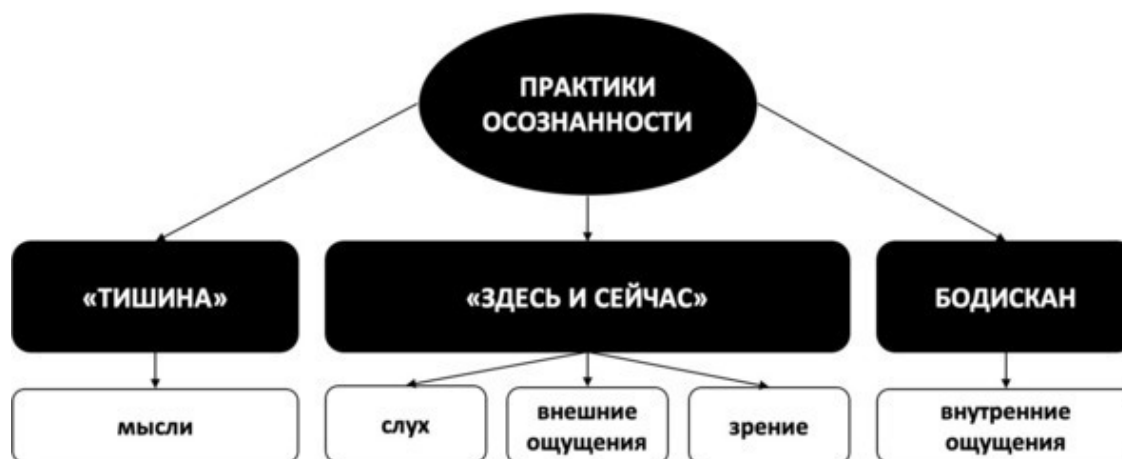 ПРАКТИКИ
ОСОЗНАННОСТИ
«ТИШИНА»
«ЗДЕСЬ И СЕЙЧАС»
БОДИСКАН
мысли
слух
внешние
ощущения
зрение
внутренние
ощущения